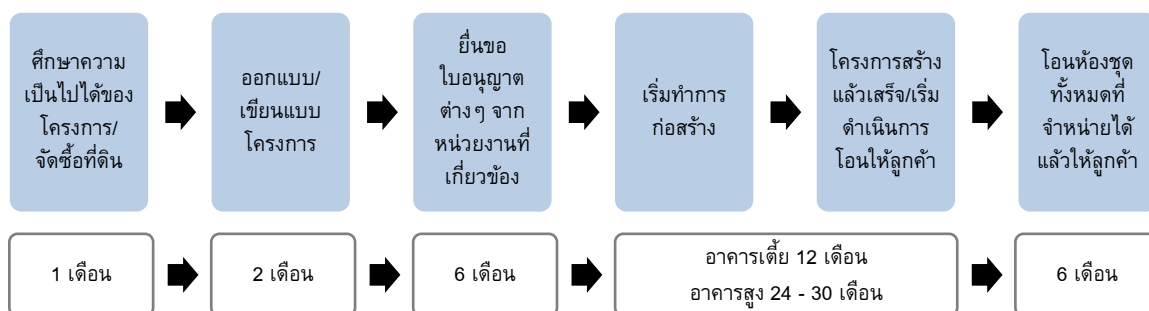 ศึกษาความ
เป็นไปได้ของ
โครงการ/
จัดซื้อที่ดิน
ออกแบบ/
เขียนแบบ
โครงการ
ยื่นขอ
ใบอนุญาต
ต่างๆ จาก
หน่วยงานที่
เกี่ยวข้อง
เริ่มทำการ
ก่อสร้าง
โครงการสร้าง
แล้วเสร็จ/เริ่ม
ดำเนินการ
โอนให้ลูกค้า
โอนห้องชุด
ทั้งหมดที่
จำหน่ายได้
แล้วให้ลูกค้า
1 เดือน
2 เดือน
6 เดือน
อาคารเตี้ย 12 เดือน
อาคารสูง 24 - 30 เดือน
6 เดือน